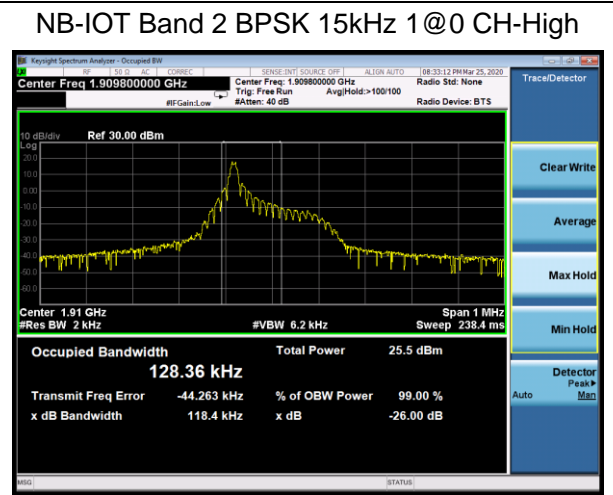 NB-IOT Band 2 BPSK 15kHz 1@0 CH-High
Keysight Spectrum Analyzer - Occupied BW
RF 50 Ω AC CORREC SENSE:INT SOURCE OFF ALIGN AUTO 08:33:12 PM Mar 25, 2020
Center Freq 1.909800000 GHz
Center Freq: 1.909800000 GHz Radio Std: None
Trig: Free Run Avg|Hold:>100/100
#IFGain:Low #Atten: 40 dB Radio Device: BTS
Trace/Detector
10 dB/div Ref 30.00 dBm
Log
20.0
10.0
0.00
-10.0
-20.0
-30.0
-40.0
-50.0
-60.0
Center 1.91 GHz Span 1 MHz
#Res BW 2 kHz #VBW 6.2 kHz Sweep 238.4 ms
Occupied Bandwidth Total Power 25.5 dBm
128.36 kHz
Transmit Freq Error -44.263 kHz % of OBW Power 99.00 %
x dB Bandwidth 118.4 kHz x dB -26.00 dB
Clear Write
Average
Max Hold
Min Hold
Detector
Peak▶
Auto Man
MSG STATUS